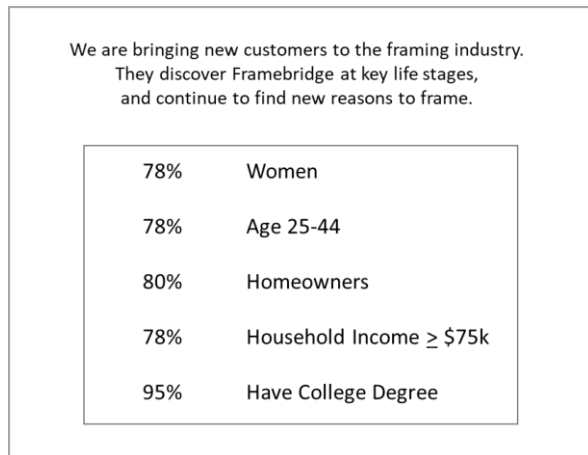 We are bringing new customers to the framing industry.
They discover Framebridge at key life stages,
and continue to find new reasons to frame.
78% Women
78% Age 25-44
80% Homeowners
78% Household Income ≥ $75k
95% Have College Degree